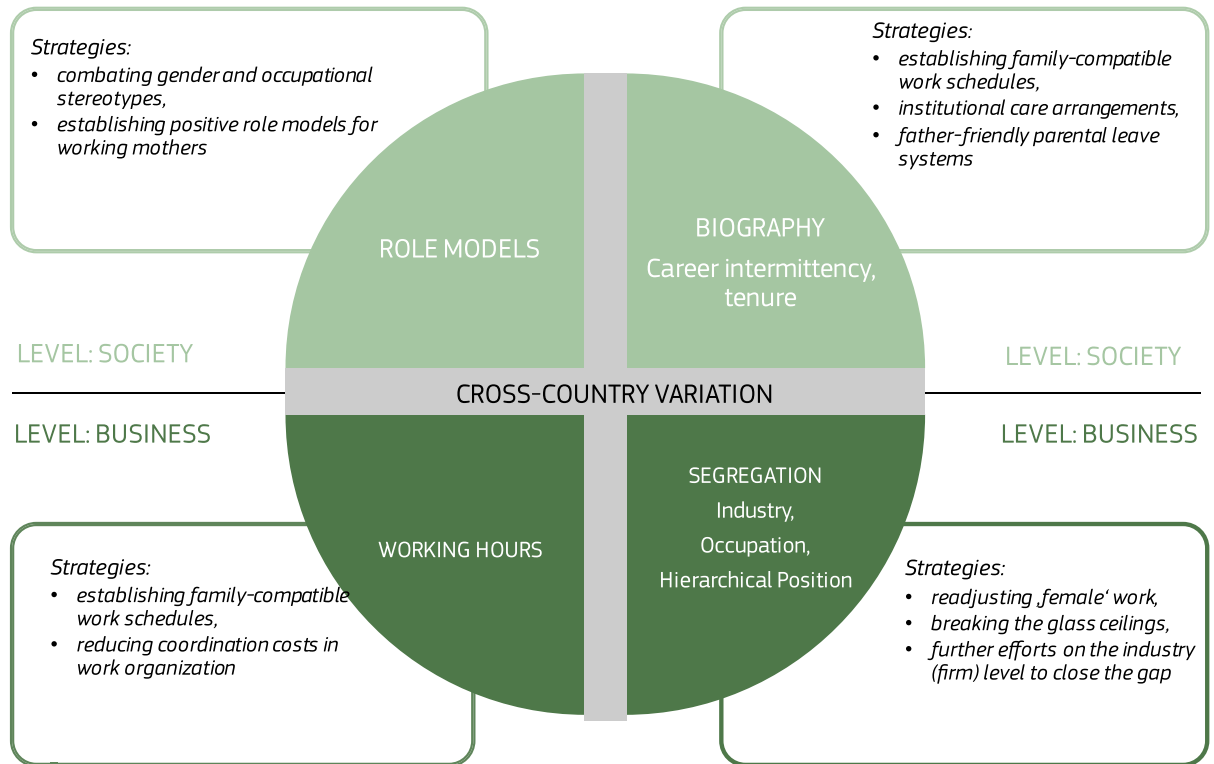 Strategies:
• combating gender and occupational
stereotypes,
• establishing positive role models for
working mothers
Strategies:
• establishing family-compatible
work schedules,
• institutional care arrangements,
• father-friendly parental leave
systems
ROLE MODELS
BIOGRAPHY
Career intermittency,
tenure
LEVEL: SOCIETY
LEVEL: SOCIETY
CROSS-COUNTRY VARIATION
LEVEL: BUSINESS
LEVEL: BUSINESS
WORKING HOURS
SEGREGATION
Industry,
Occupation,
Hierarchical Position
Strategies:
• establishing family-compatible
work schedules,
• reducing coordination costs in
work organization
Strategies:
• readjusting ‚female‘ work,
• breaking the glass ceilings,
• further efforts on the industry
(firm) level to close the gap